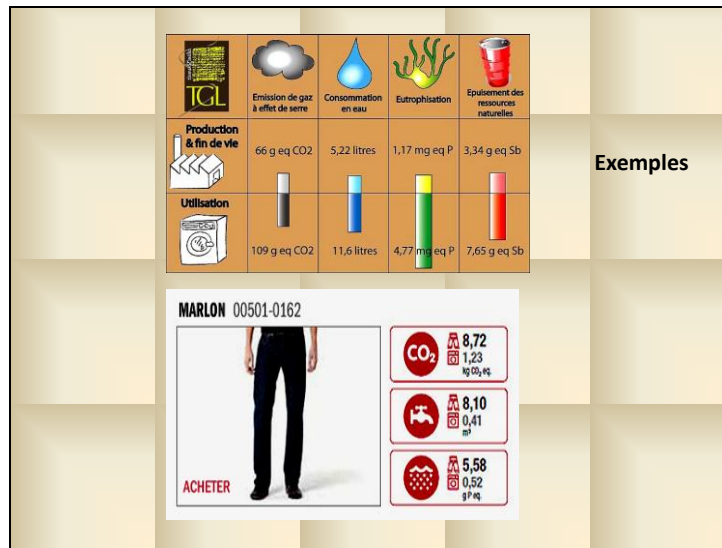 TGL
Emission de gaz
à effet de serre
Consommation
en eau
Eutrophisation
Epuisement des
ressources
naturelles
Production
& fin de vie
66 g eq CO2
5,22 litres
1,17 mg eq P
3,34 g eq Sb
Utilisation
109 g eq CO2
11,6 litres
4,77 mg eq P
7,65 g eq Sb
Exemples
MARLON 00501-0162
ACHETER
CO₂
8,72
1,23
kg CO₂ eq.
8,10
0,41
m³
5,58
0,52
g P eq.